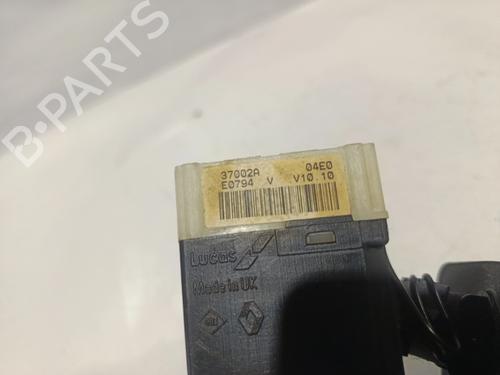 B-PARTS
37002A 04E0
E0794 V V10.10
Lucas
Made in UK